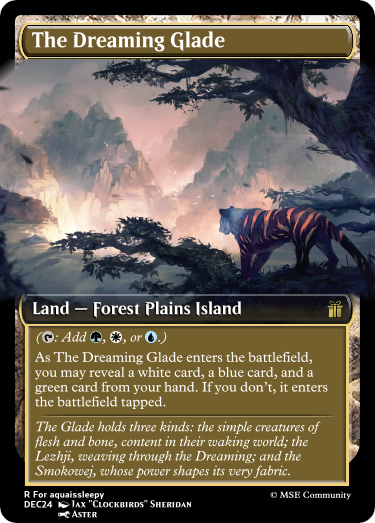 The Dreaming Glade
Land — Forest Plains Island
(T: Add G, W, or U.)
As The Dreaming Glade enters the battlefield,
you may reveal a white card, a blue card, and a
green card from your hand. If you don't, it enters
the battlefield tapped.
The Glade holds three kinds: the simple creatures of
flesh and bone, content in their waking world; the
Lezhji, weaving through the Dreaming; and the
Smokowej, whose power shapes its very fabric.
R For aquaissleepy
© MSE Community
DEC24 Jax "Clockbirds" Sheridan
Aster